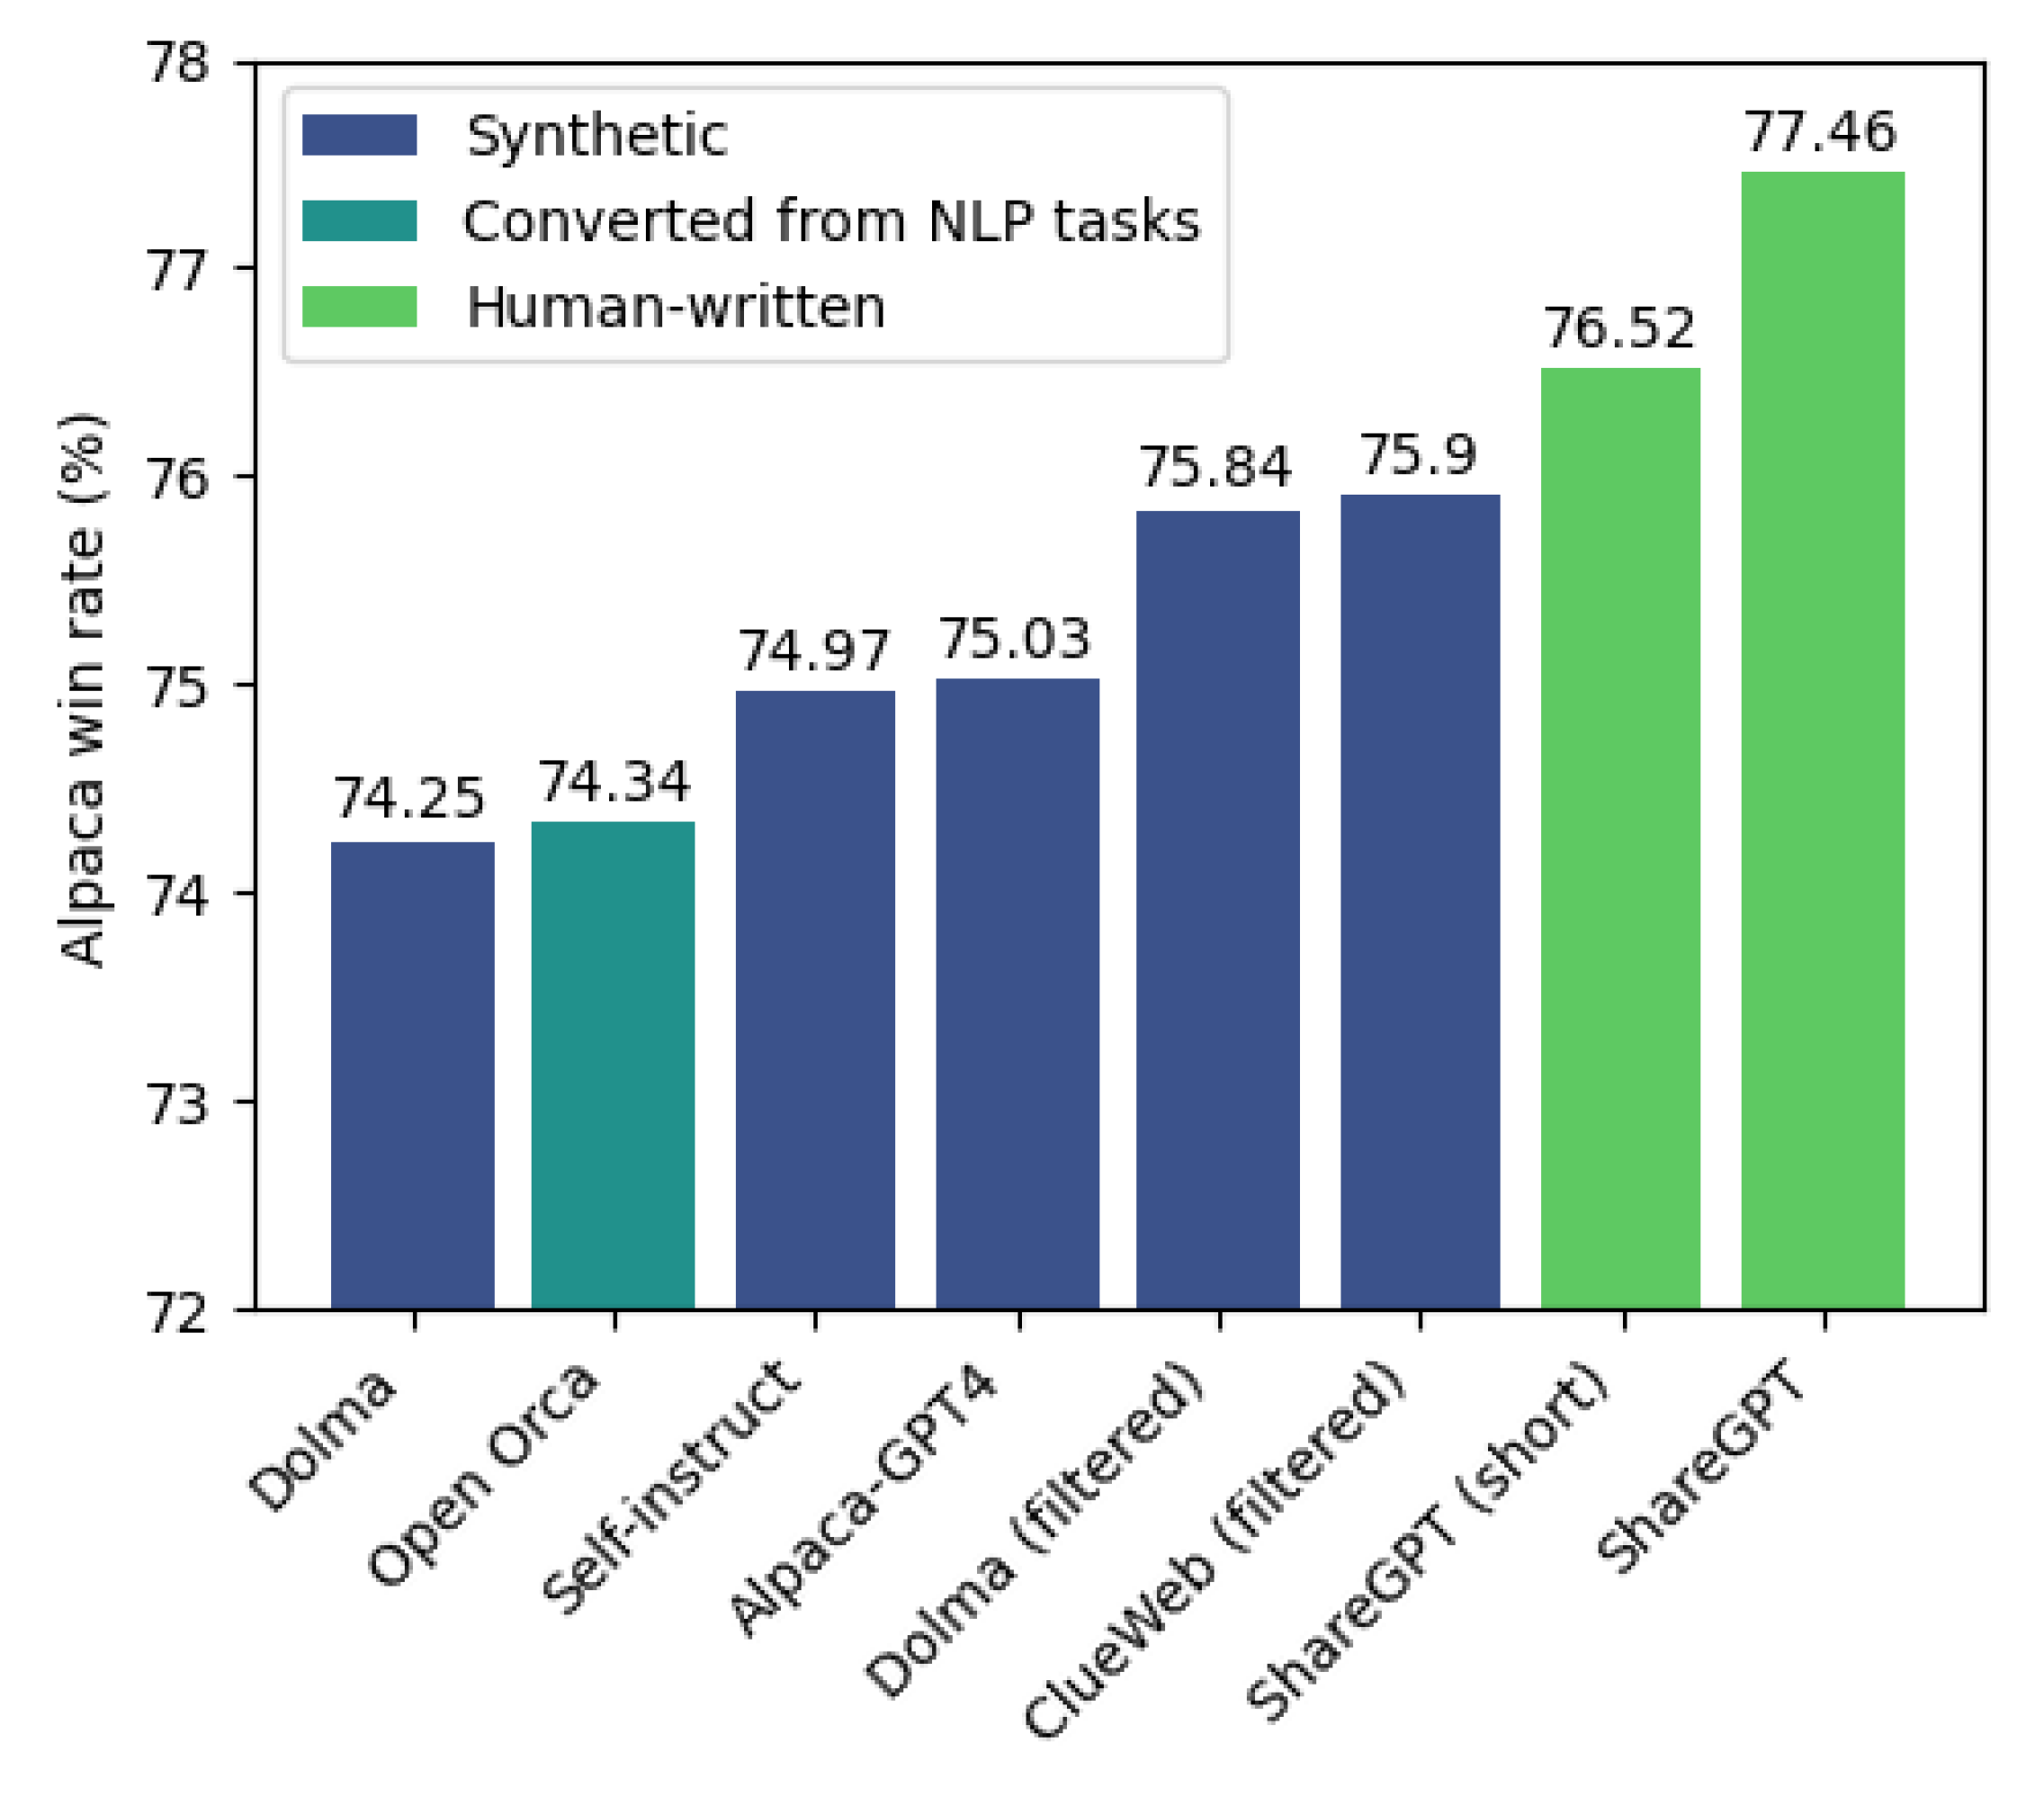 78
77
76
75
74
73
72
Alpaca win rate (%)
Synthetic
Converted from NLP tasks
Human-written
74.25
74.34
74.97
75.03
75.84
75.9
76.52
77.46
Dolma
Open Orca
Self-instruct
Alpaca-GPT4
Dolma (filtered)
ClueWeb (filtered)
ShareGPT (short)
ShareGPT